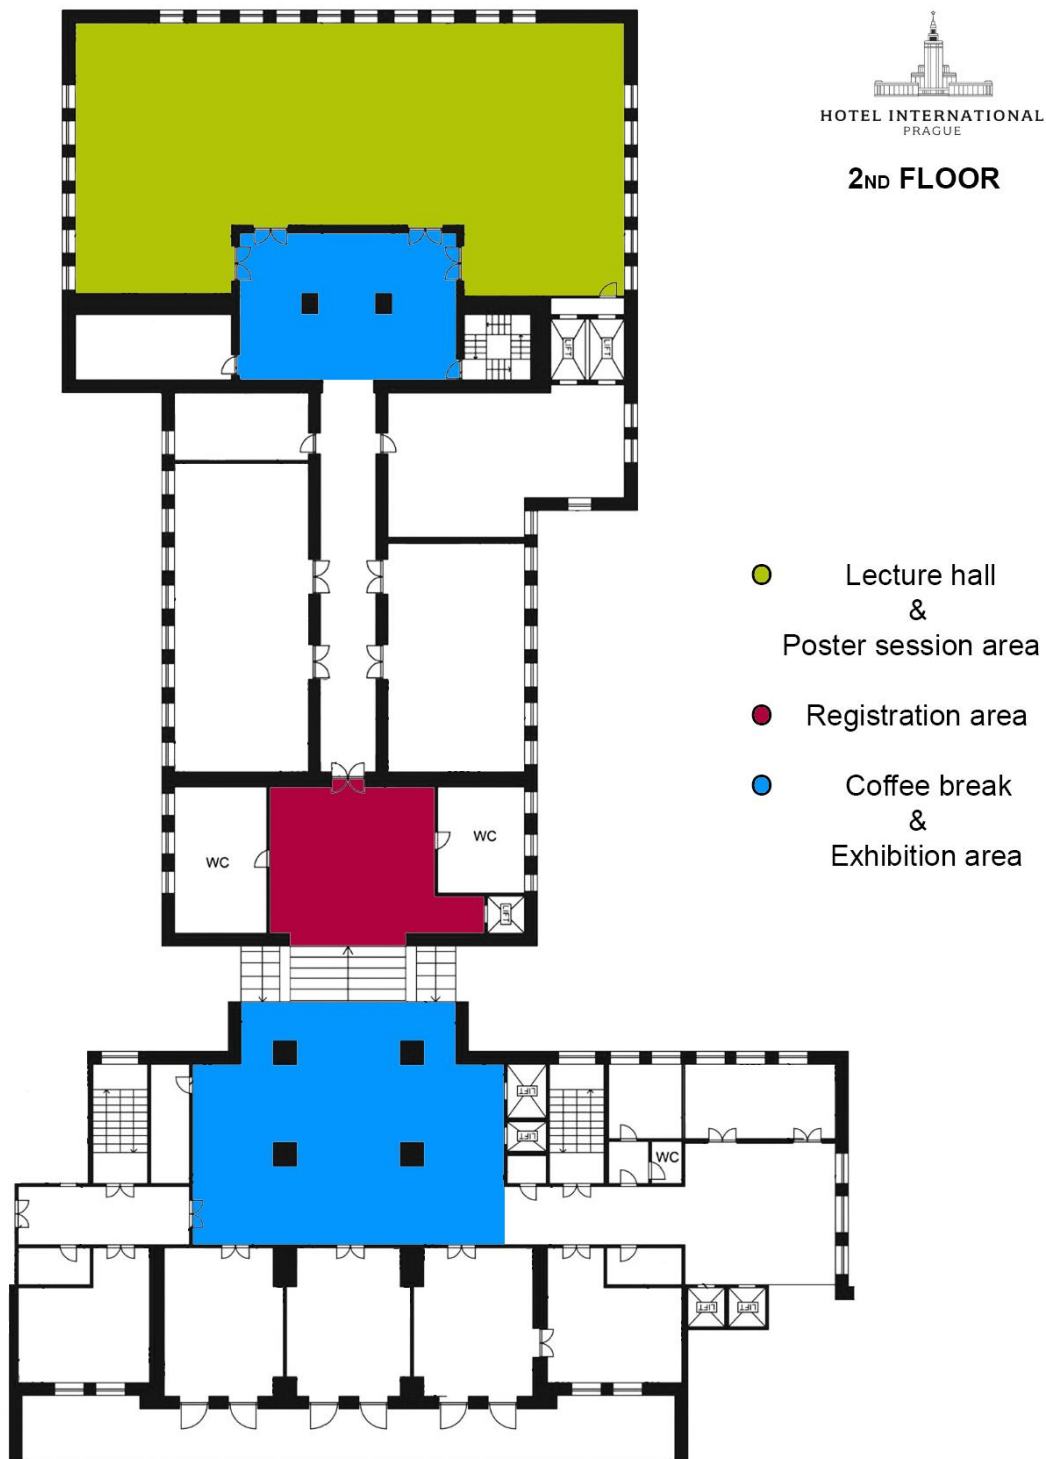 HOTEL INTERNATIONAL
PRAGUE
2ND FLOOR
LIFT
LIFT
Lecture hall
&
Poster session area
Registration area
Coffee break
&
Exhibition area
WC
WC
LIFT
LIFT
LIFT
WC
LIFT
LIFT